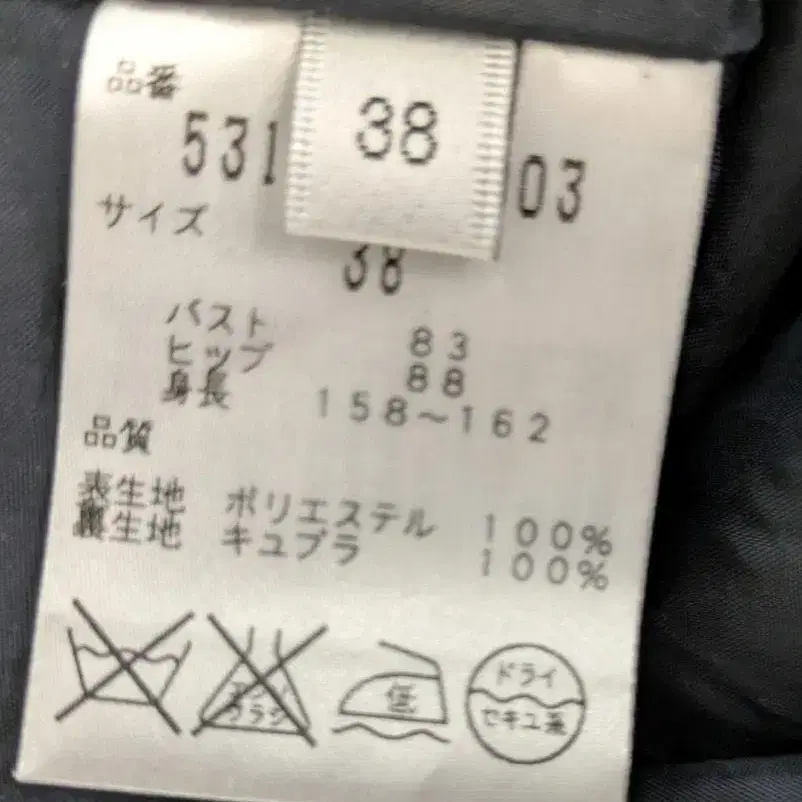 品番
38
531 03
サイズ
38
バスト 83
ヒップ 88
身長 158～162
品質
表生地 ポリエステル 100%
裏生地 キュプラ 100%
エンソ
サラシ
低
ドライ
セキユ系